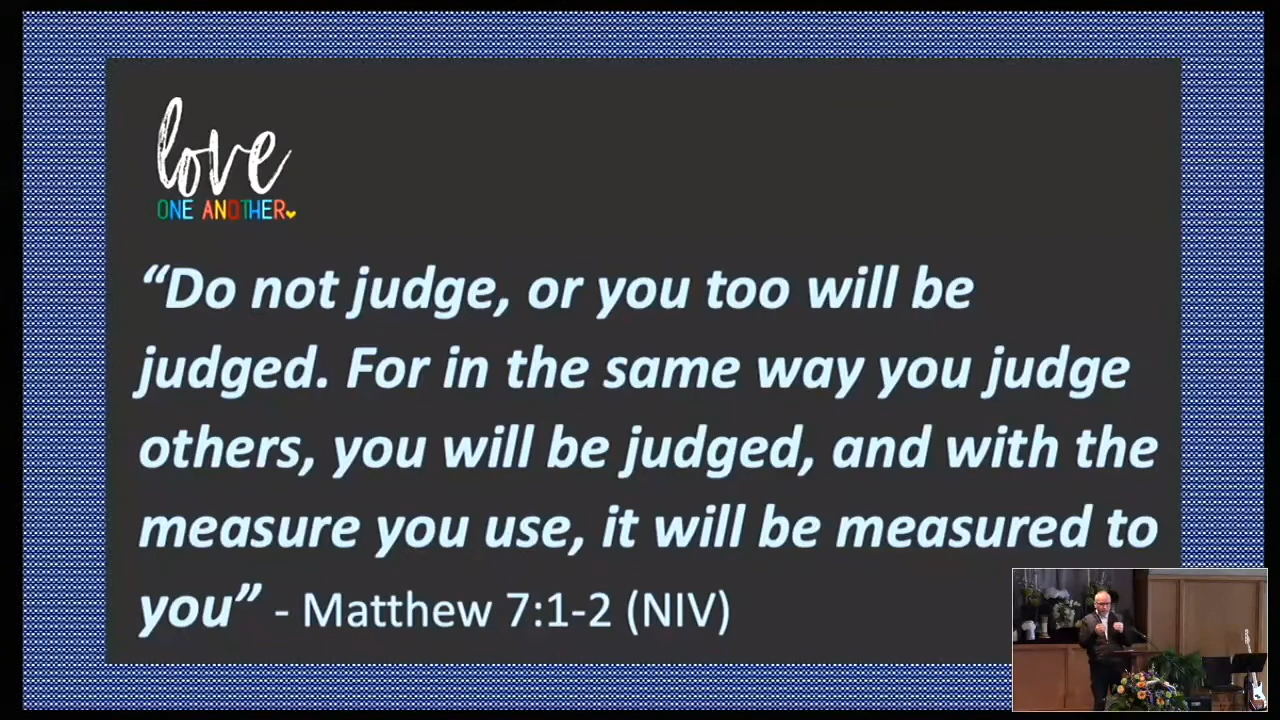 love
ONE ANOTHER
“Do not judge, or you too will be
judged. For in the same way you judge
others, you will be judged, and with the
measure you use, it will be measured to
you” - Matthew 7:1-2 (NIV)